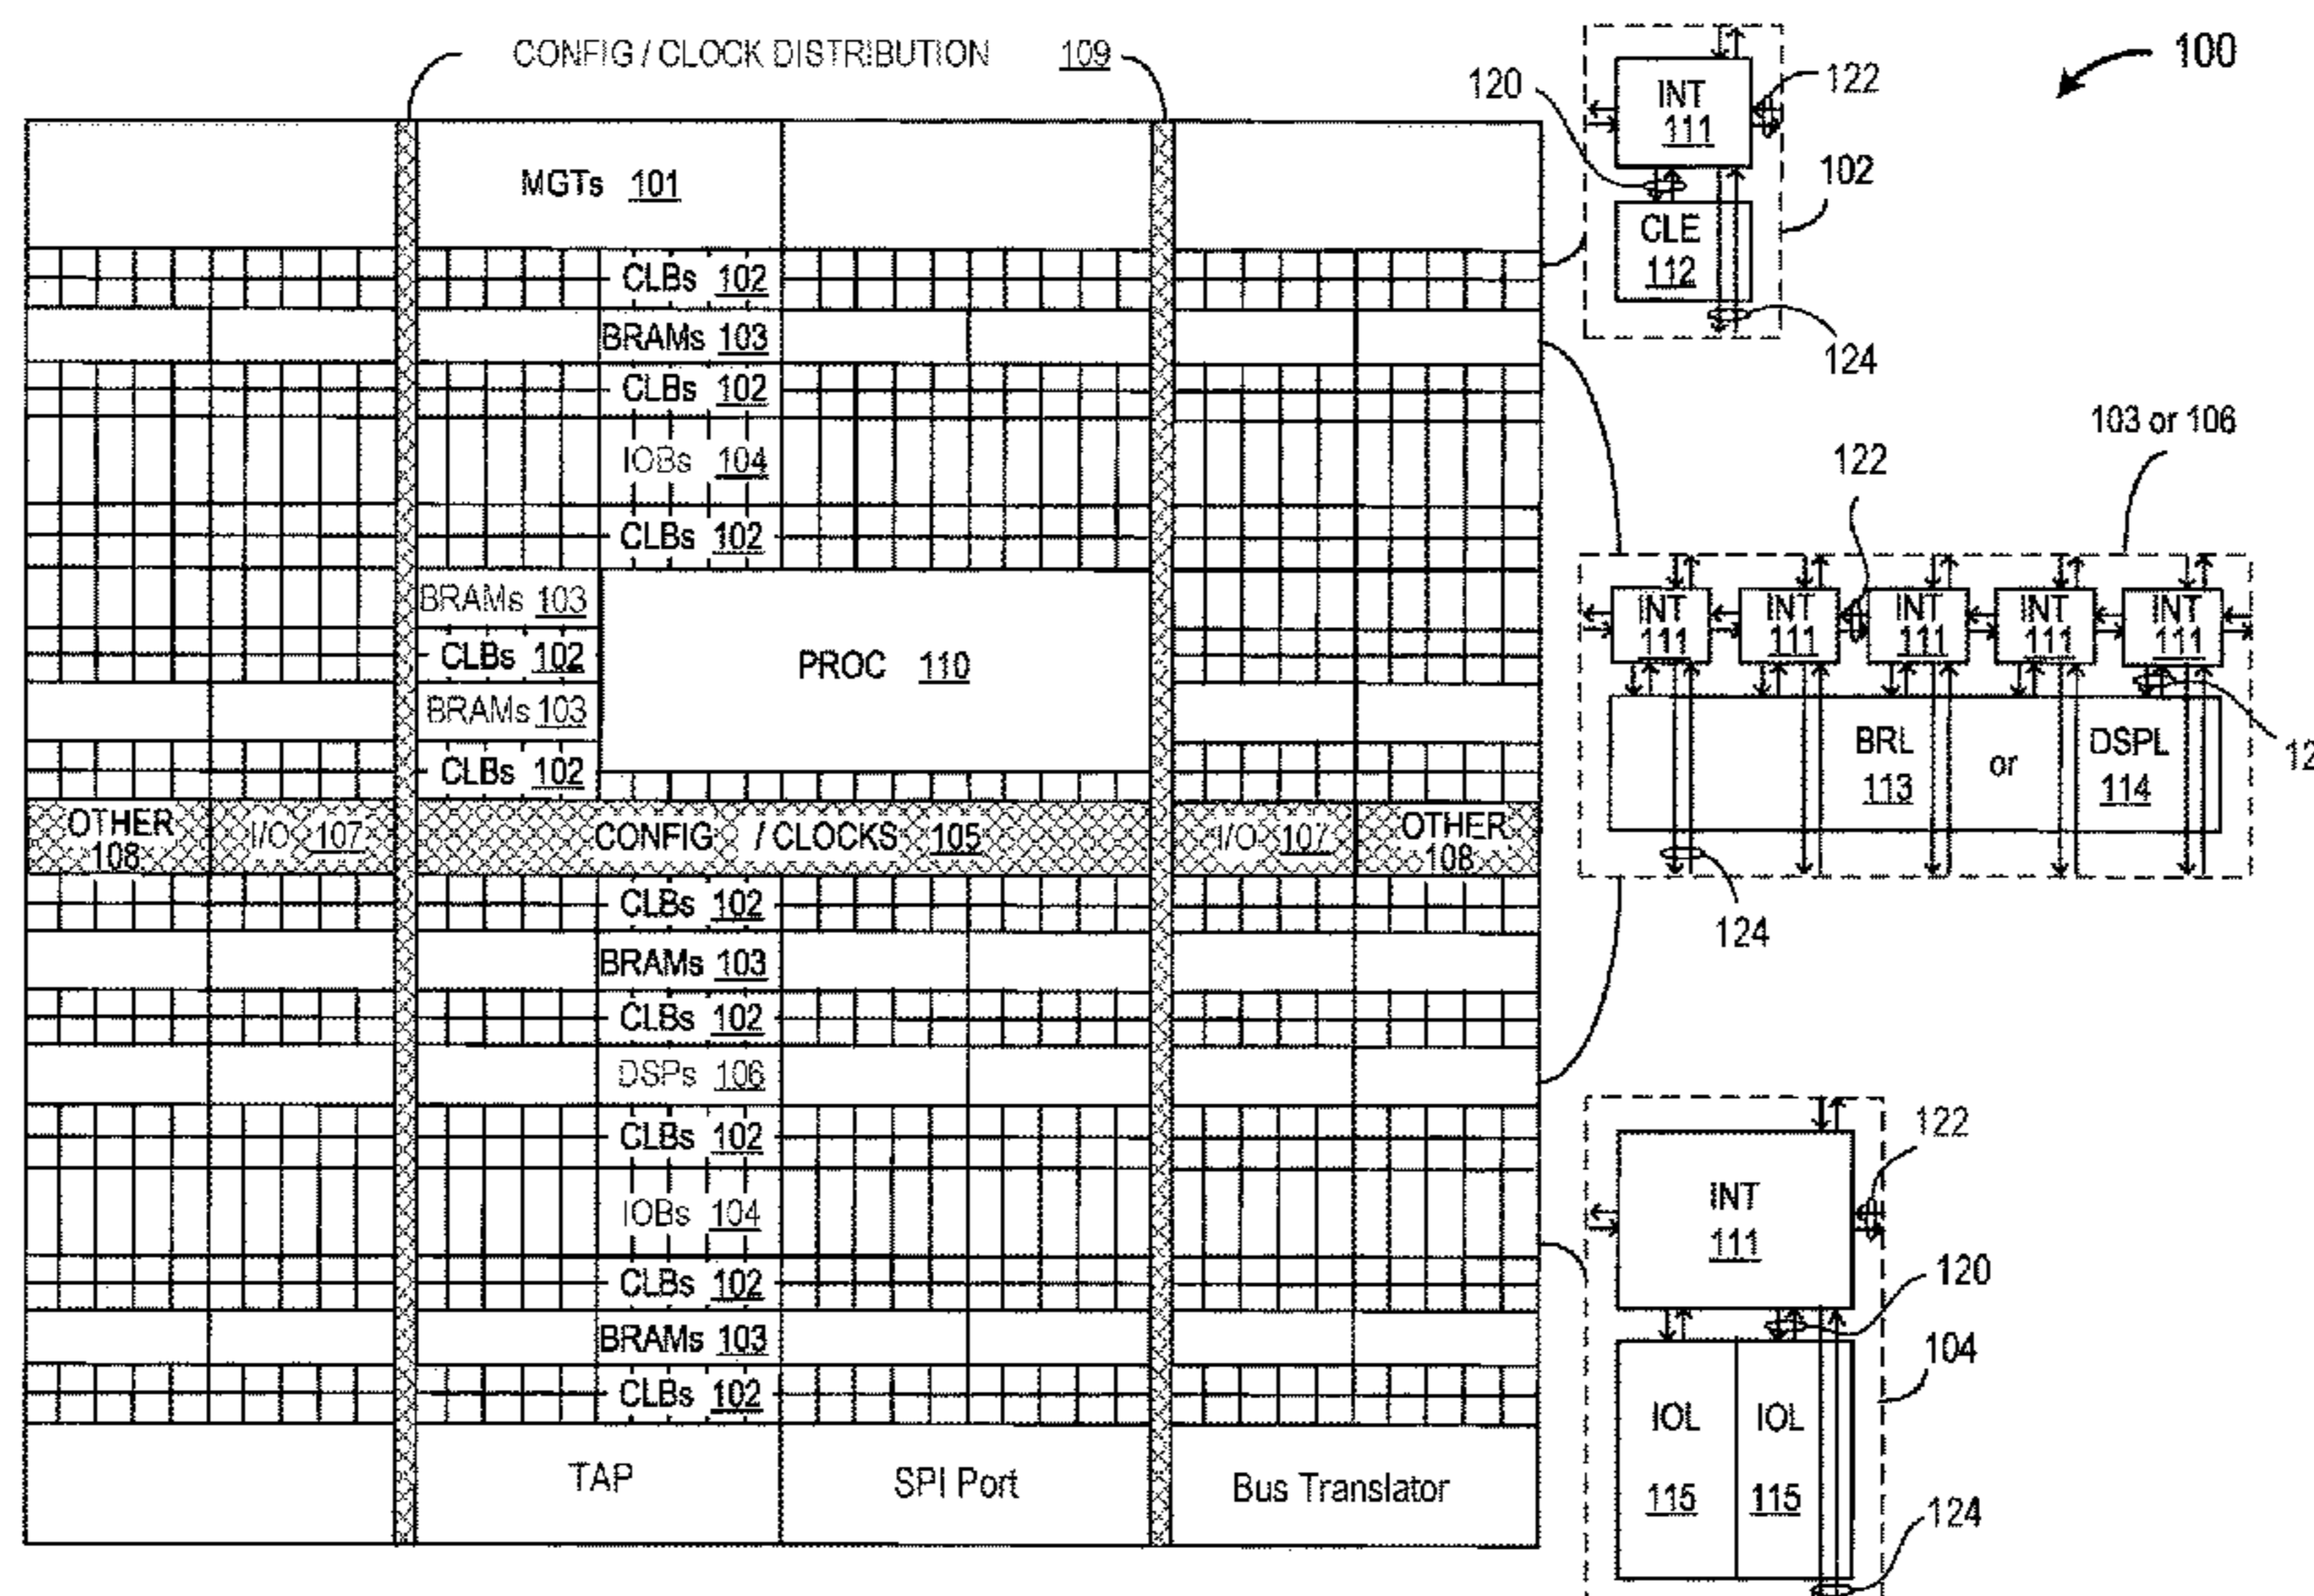 CONFIG / CLOCK DISTRIBUTION 109
MGTs 101
CLBs 102
BRAMs 103
CLBs 102
IOBs 104
CLBs 102
BRAMs 103
CLBs 102
BRAMs 103
CLBs 102
PROC 110
OTHER 108
I/O 107
CONFIG / CLOCKS 105
I/O 107
OTHER 108
CLBs 102
BRAMs 103
CLBs 102
DSPs 106
CLBs 102
IOBs 104
CLBs 102
BRAMs 103
CLBs 102
TAP
SPI Port
Bus Translator
100
120
INT 111
122
102
CLE 112
124
103 or 106
122
INT 111
INT 111
INT 111
INT 111
INT 111
BRL 113
or
DSPL 114
124
INT 111
122
120
104
IOL 115
IOL 115
124